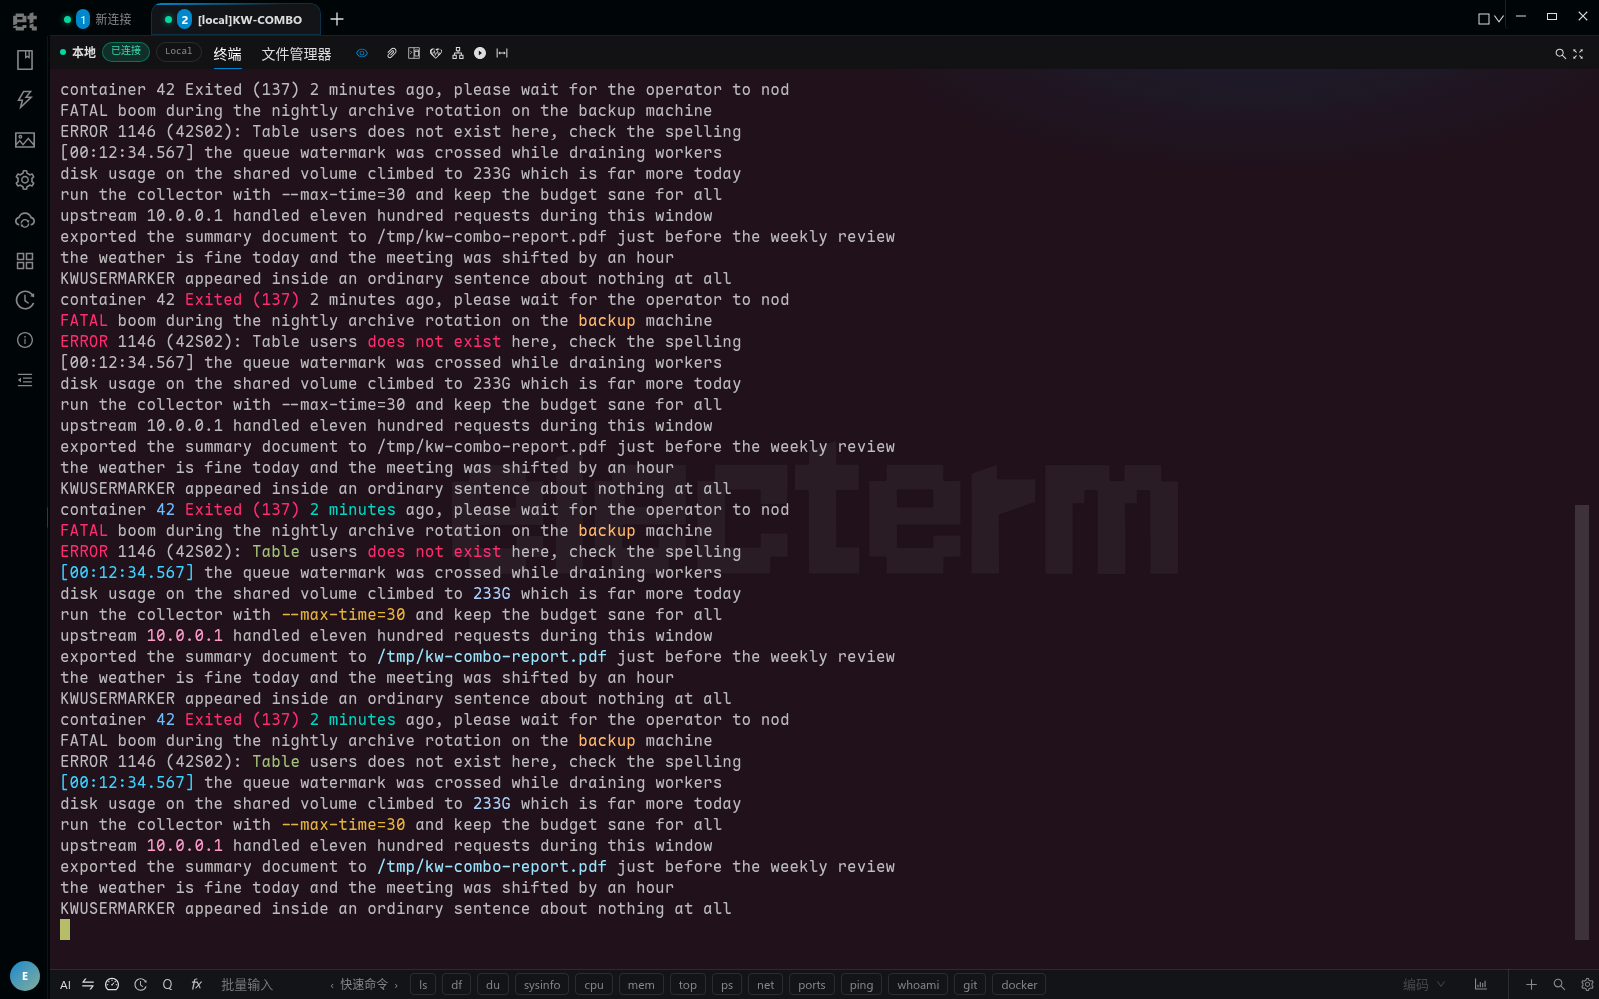 et
1 新连接
2 [local]KW-COMBO
本地 已连接 Local 终端 文件管理器
container 42 Exited (137) 2 minutes ago, please wait for the operator to nod
FATAL boom during the nightly archive rotation on the backup machine
ERROR 1146 (42S02): Table users does not exist here, check the spelling
[00:12:34.567] the queue watermark was crossed while draining workers
disk usage on the shared volume climbed to 233G which is far more today
run the collector with --max-time=30 and keep the budget sane for all
upstream 10.0.0.1 handled eleven hundred requests during this window
exported the summary document to /tmp/kw-combo-report.pdf just before the weekly review
the weather is fine today and the meeting was shifted by an hour
KWUSERMARKER appeared inside an ordinary sentence about nothing at all
container 42 Exited (137) 2 minutes ago, please wait for the operator to nod
FATAL boom during the nightly archive rotation on the backup machine
ERROR 1146 (42S02): Table users does not exist here, check the spelling
[00:12:34.567] the queue watermark was crossed while draining workers
disk usage on the shared volume climbed to 233G which is far more today
run the collector with --max-time=30 and keep the budget sane for all
upstream 10.0.0.1 handled eleven hundred requests during this window
exported the summary document to /tmp/kw-combo-report.pdf just before the weekly review
the weather is fine today and the meeting was shifted by an hour
KWUSERMARKER appeared inside an ordinary sentence about nothing at all
container 42 Exited (137) 2 minutes ago, please wait for the operator to nod
FATAL boom during the nightly archive rotation on the backup machine
ERROR 1146 (42S02): Table users does not exist here, check the spelling
[00:12:34.567] the queue watermark was crossed while draining workers
disk usage on the shared volume climbed to 233G which is far more today
run the collector with --max-time=30 and keep the budget sane for all
upstream 10.0.0.1 handled eleven hundred requests during this window
exported the summary document to /tmp/kw-combo-report.pdf just before the weekly review
the weather is fine today and the meeting was shifted by an hour
KWUSERMARKER appeared inside an ordinary sentence about nothing at all
container 42 Exited (137) 2 minutes ago, please wait for the operator to nod
FATAL boom during the nightly archive rotation on the backup machine
ERROR 1146 (42S02): Table users does not exist here, check the spelling
[00:12:34.567] the queue watermark was crossed while draining workers
disk usage on the shared volume climbed to 233G which is far more today
run the collector with --max-time=30 and keep the budget sane for all
upstream 10.0.0.1 handled eleven hundred requests during this window
exported the summary document to /tmp/kw-combo-report.pdf just before the weekly review
the weather is fine today and the meeting was shifted by an hour
KWUSERMARKER appeared inside an ordinary sentence about nothing at all
electerm
E
AI Q fx 批量输入 ‹ 快速命令 › ls df du sysinfo cpu mem top ps net ports ping whoami git docker 编码